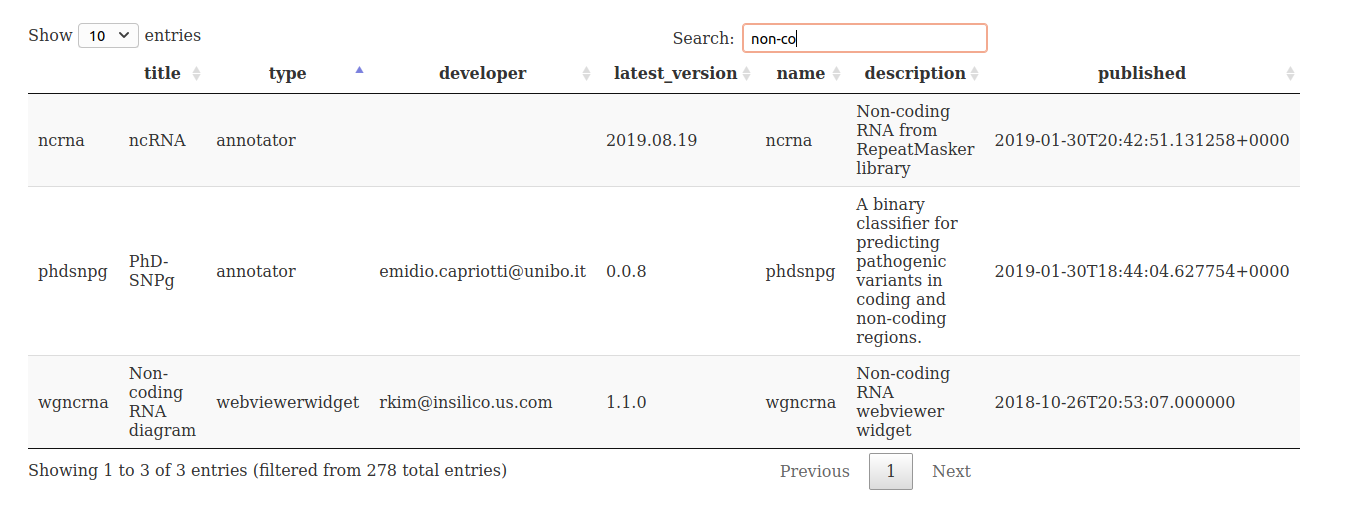 Show 10 entries Search: non-co
title type developer latest_version name description published
ncrna ncRNA annotator 2019.08.19 ncrna Non-coding
RNA from
RepeatMasker
library 2019-01-30T20:42:51.131258+0000
phdsnpg PhD-
SNPg annotator emidio.capriotti@unibo.it 0.0.8 phdsnpg A binary
classifier for
predicting
pathogenic
variants in
coding and
non-coding
regions. 2019-01-30T18:44:04.627754+0000
wgncrna Non-
coding
RNA
diagram webviewerwidget rkim@insilico.us.com 1.1.0 wgncrna Non-coding
RNA
webviewer
widget 2018-10-26T20:53:07.000000
Showing 1 to 3 of 3 entries (filtered from 278 total entries) Previous 1 Next